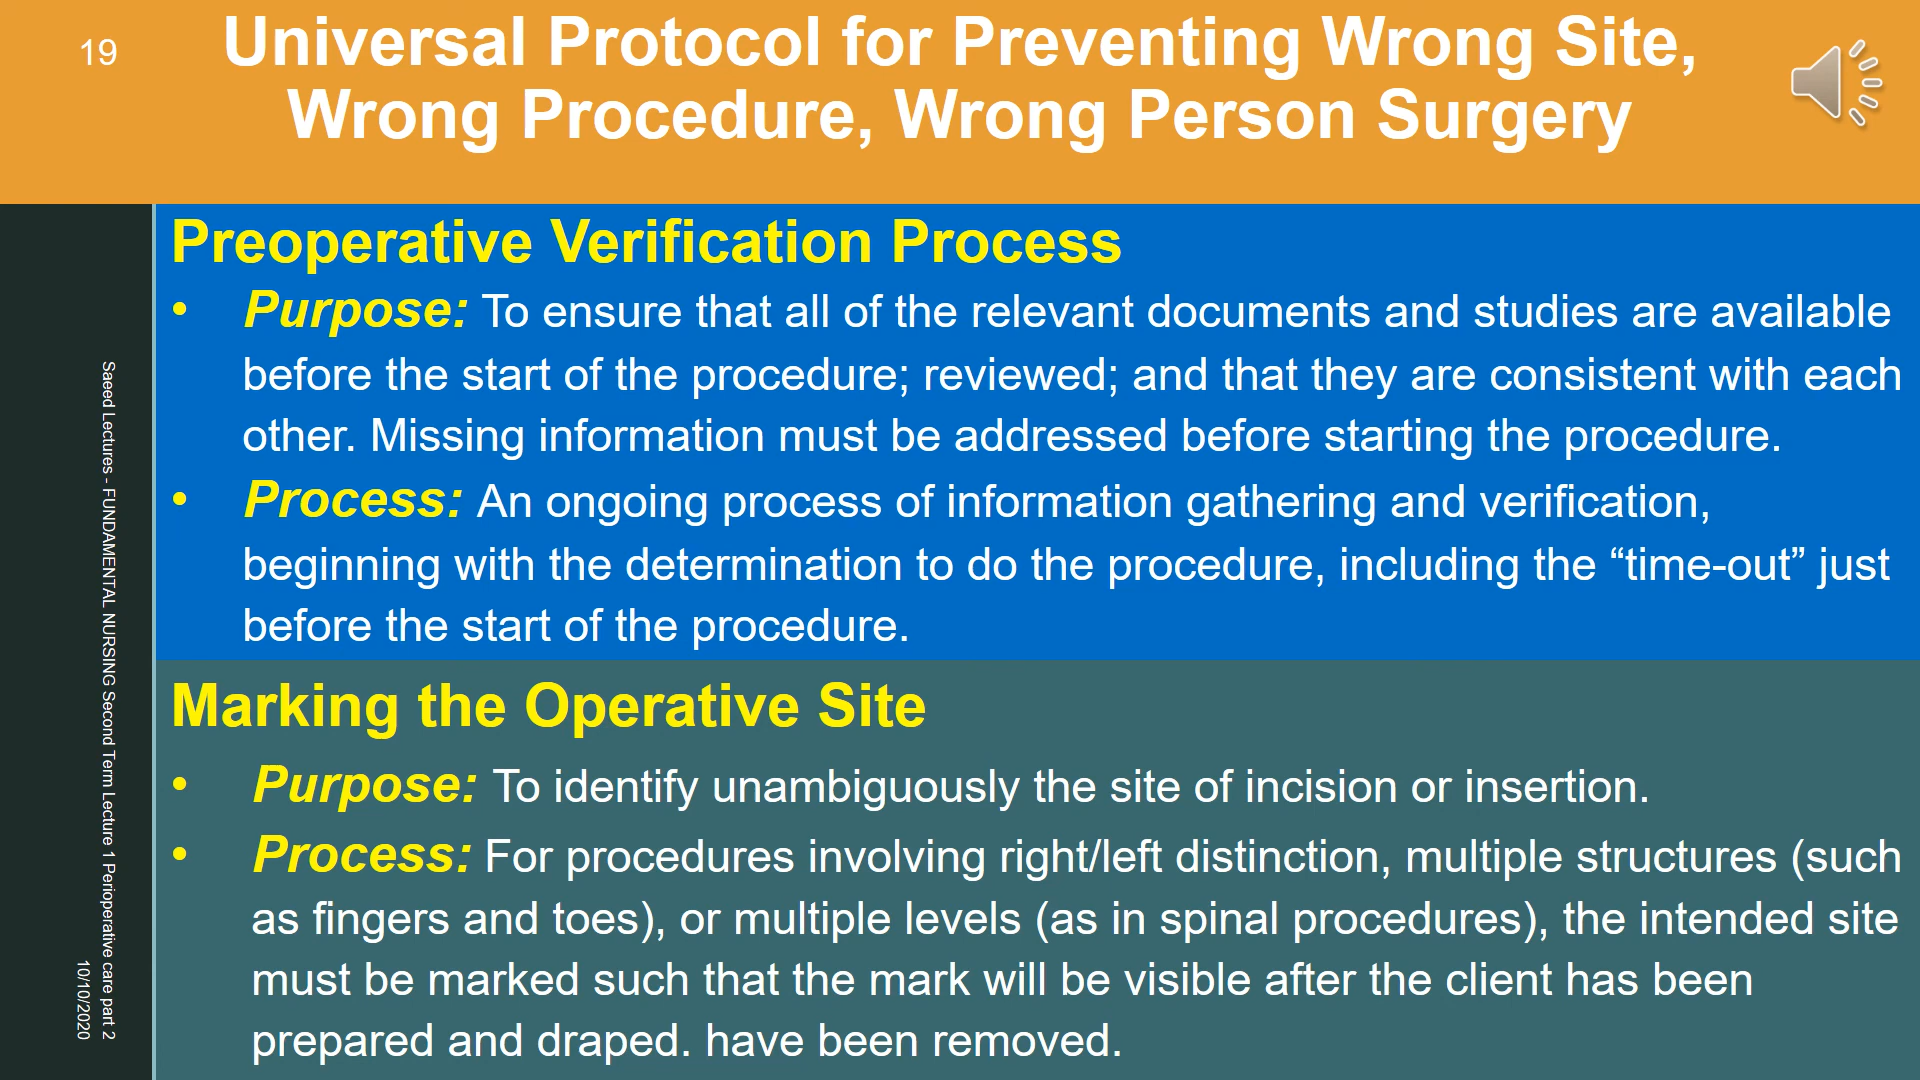 19
Universal Protocol for Preventing Wrong Site,
Wrong Procedure, Wrong Person Surgery
Preoperative Verification Process
• Purpose: To ensure that all of the relevant documents and studies are available
before the start of the procedure; reviewed; and that they are consistent with each
other. Missing information must be addressed before starting the procedure.
• Process: An ongoing process of information gathering and verification,
beginning with the determination to do the procedure, including the “time-out” just
before the start of the procedure.
Marking the Operative Site
• Purpose: To identify unambiguously the site of incision or insertion.
• Process: For procedures involving right/left distinction, multiple structures (such
as fingers and toes), or multiple levels (as in spinal procedures), the intended site
must be marked such that the mark will be visible after the client has been
prepared and draped. have been removed.
Saeed Lectures - FUNDAMENTAL NURSING Second Term Lecture 1 Perioperative care part 2
10/10/2020